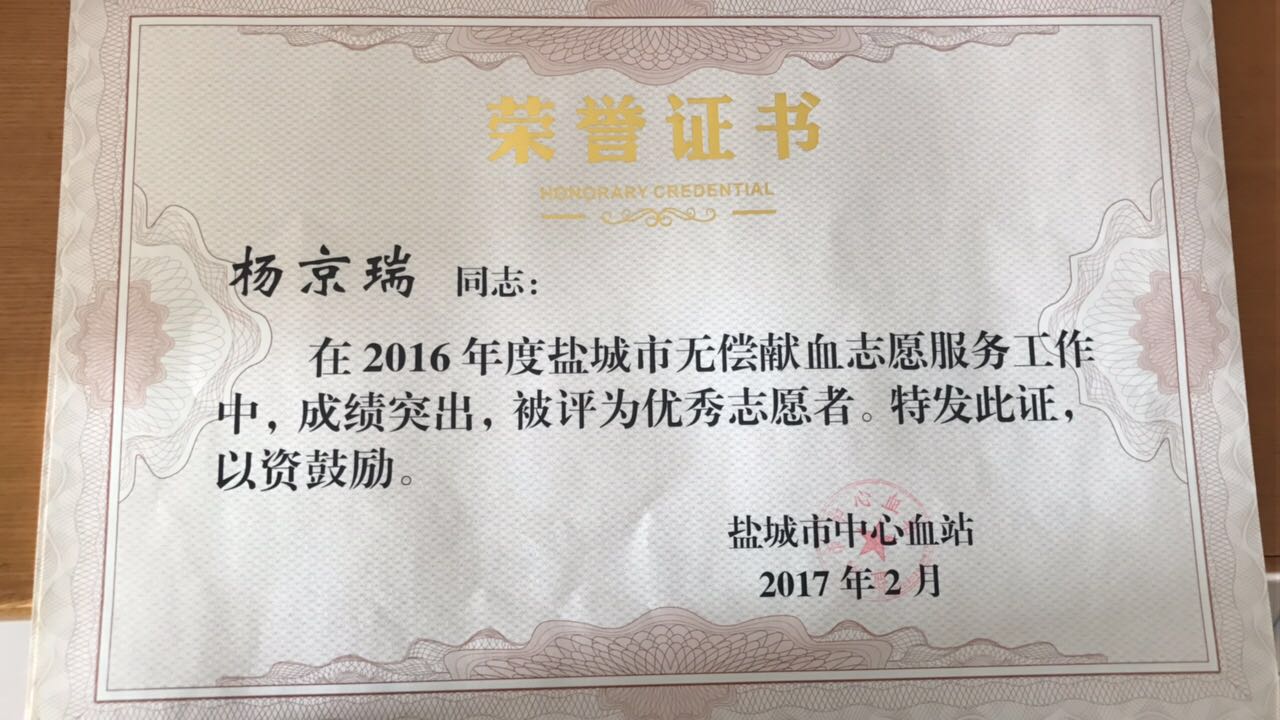 荣誉证书
HONORARY CREDENTIAL
杨京瑞 同志：
在2016年度盐城市无偿献血志愿服务工作
中，成绩突出，被评为优秀志愿者。特发此证，
以资鼓励。
盐城市中心血站
2017年2月